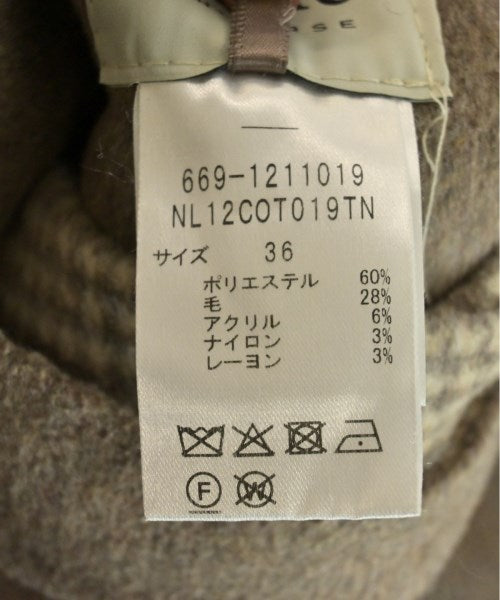 OSE
669-1211019
NL12COT019TN
サイズ 36
ポリエステル 60%
毛 28%
アクリル 6%
ナイロン 3%
レーヨン 3%
F W